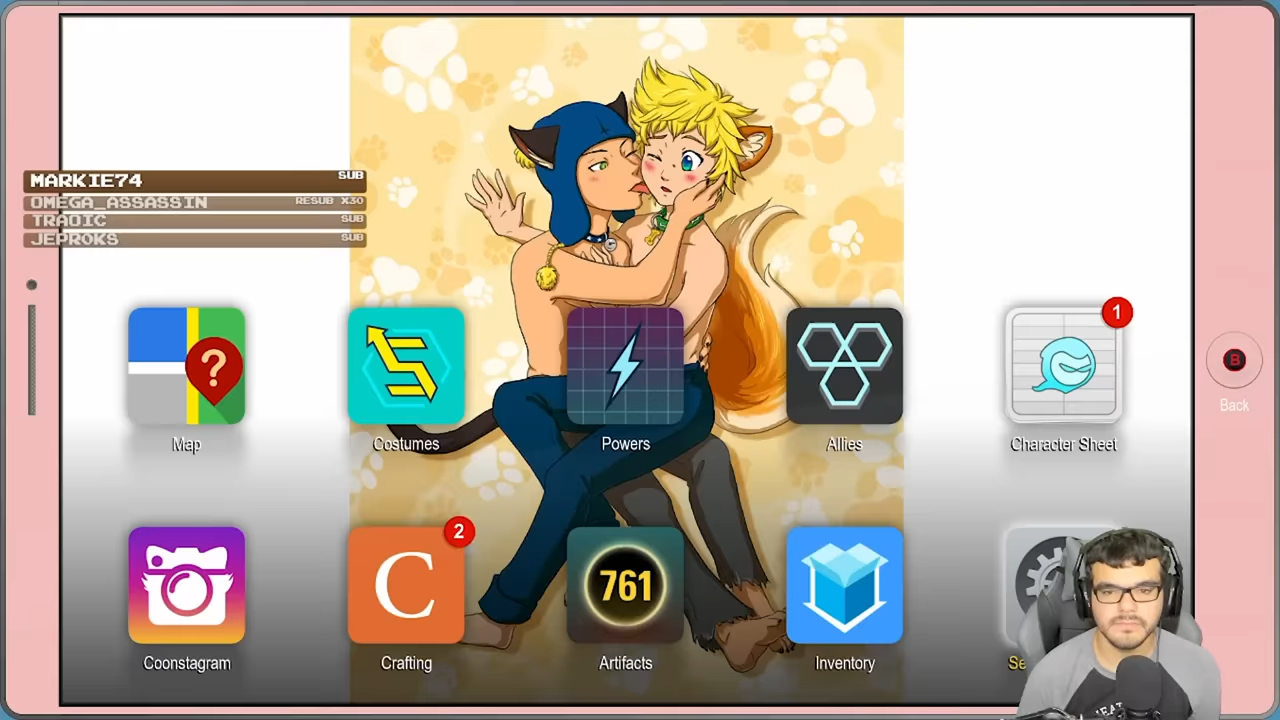 MARKIE74 SUB
OMEGA_ASSASSIN RESUB X30
TRAOIC SUB
JEPROKS SUB
?
1
B
Back
Map
Costumes
Powers
Allies
Character Sheet
2
C
761
Coonstagram
Crafting
Artifacts
Inventory